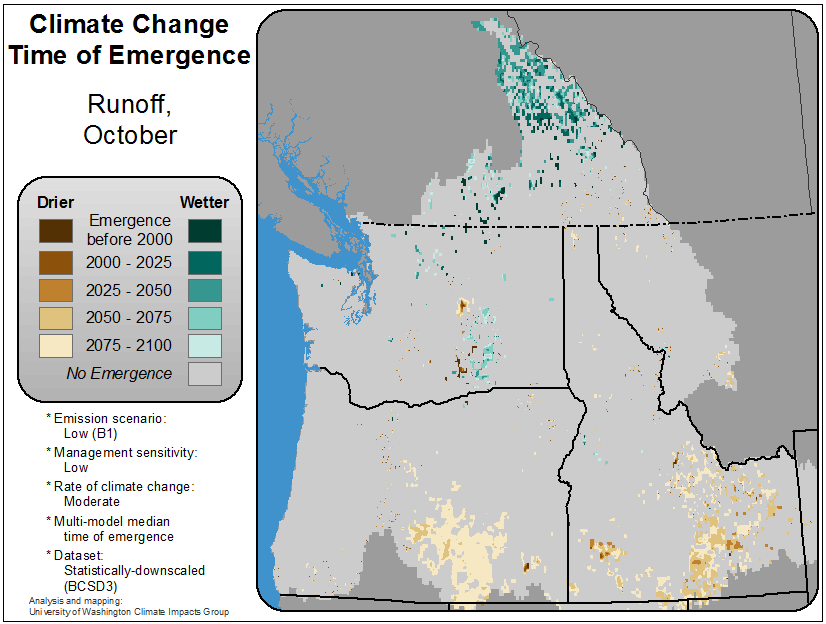 Climate Change
Time of Emergence
Runoff,
October
Drier Wetter
Emergence
before 2000
2000 - 2025
2025 - 2050
2050 - 2075
2075 - 2100
No Emergence
* Emission scenario:
Low (B1)
* Management sensitivity:
Low
* Rate of climate change:
Moderate
* Multi-model median
time of emergence
* Dataset:
Statistically-downscaled
(BCSD3)
Analysis and mapping:
University of Washington Climate Impacts Group